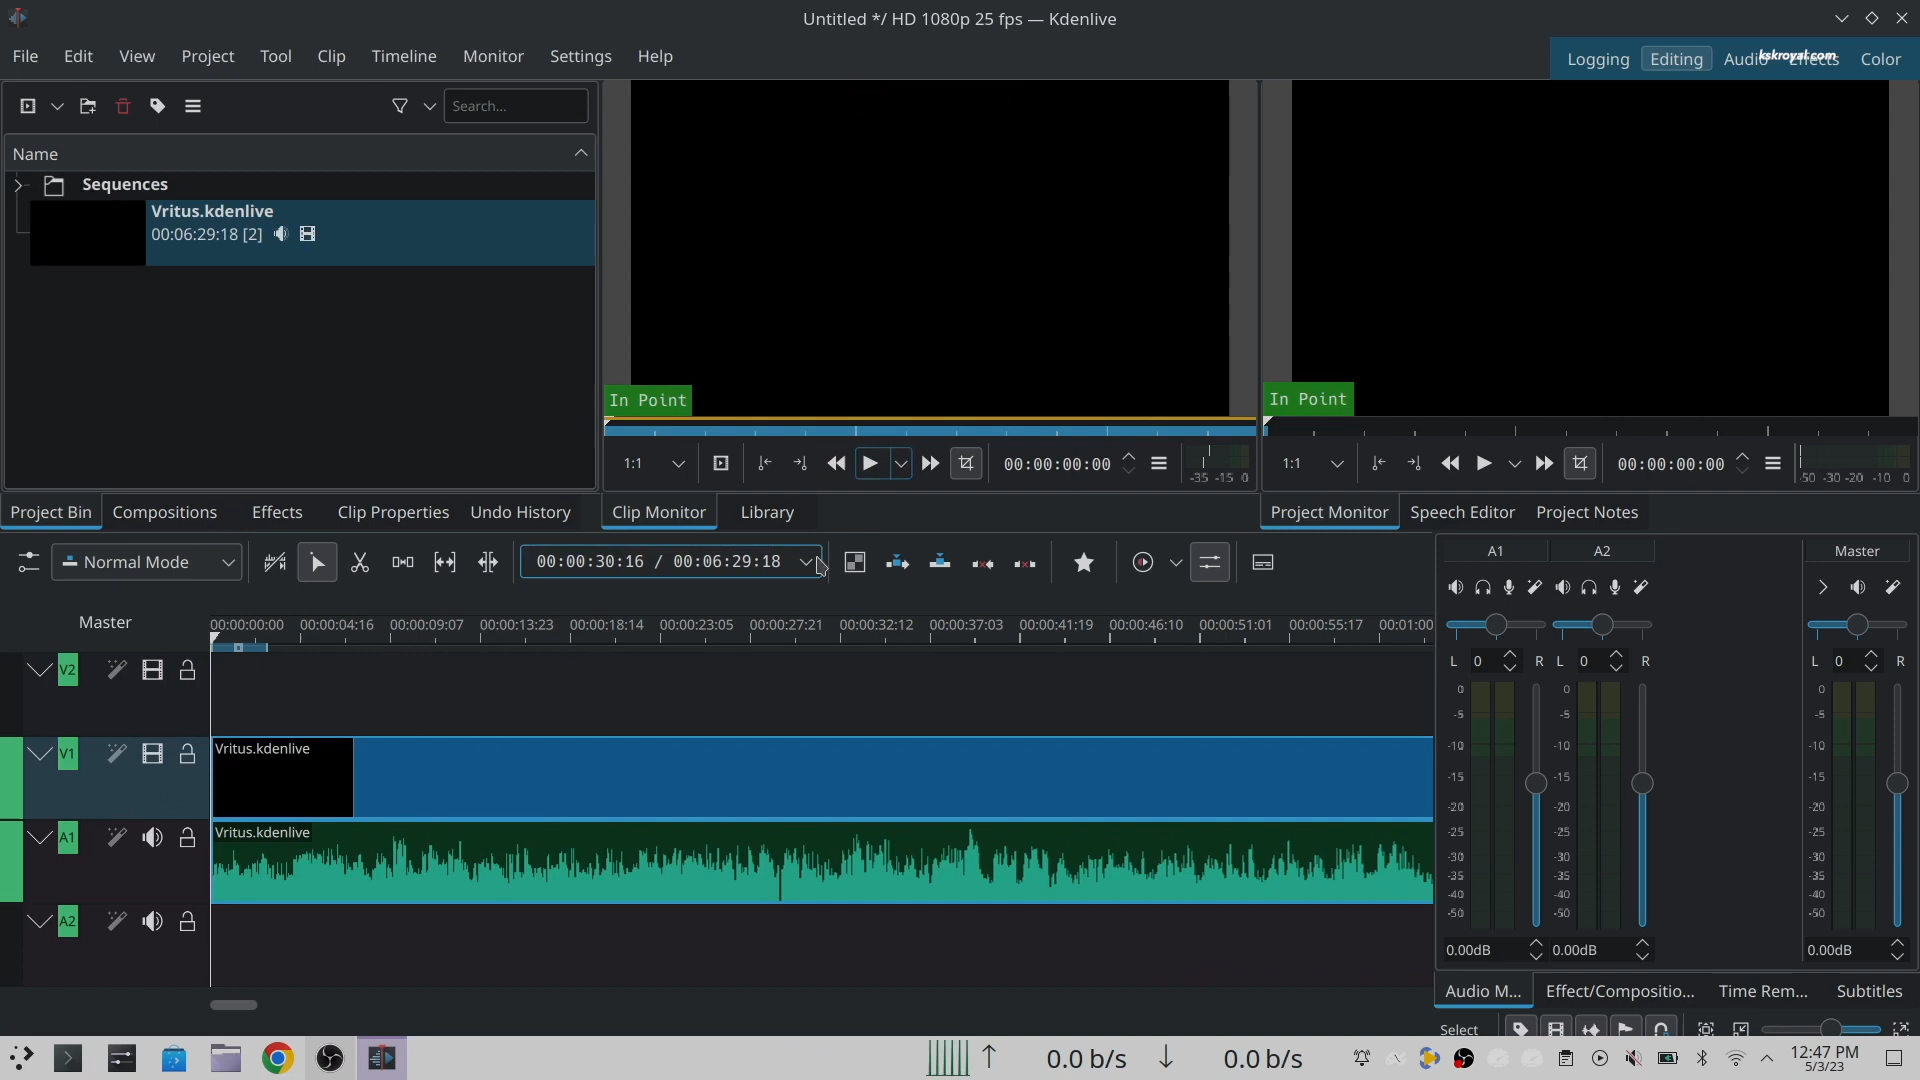 Untitled */ HD 1080p 25 fps — Kdenlive
File Edit View Project Tool Clip Timeline Monitor Settings Help
Logging Editing Audio Effects Color
kskroyal.com
Search...
Name
Sequences
Vritus.kdenlive
00:06:29:18 [2]
In Point
In Point
1:1 00:00:00:00 -35 -15 0
1:1 00:00:00:00 -50 -30 -20 -10 0
Project Bin Compositions Effects Clip Properties Undo History
Clip Monitor Library
Project Monitor Speech Editor Project Notes
Normal Mode 00:00:30:16 / 00:06:29:18
A1 A2 Master
Master
00:00:00:00 00:00:04:16 00:00:09:07 00:00:13:23 00:00:18:14 00:00:23:05 00:00:27:21 00:00:32:12 00:00:37:03 00:00:41:19 00:00:46:10 00:00:51:01 00:00:55:17 00:01:00
L 0 R L 0 R L 0 R
V2
V1 Vritus.kdenlive
A1 Vritus.kdenlive
A2
0 0 0
-5 -5 -5
-10 -10 -10
-15 -15 -15
-20 -20 -20
-25 -25 -25
-30 -30 -30
-35 -35 -35
-40 -40 -40
-50 -50 -50
0.00dB 0.00dB 0.00dB
Audio M... Effect/Compositio... Time Rem... Subtitles
Select
0.0 b/s 0.0 b/s
12:47 PM
5/3/23